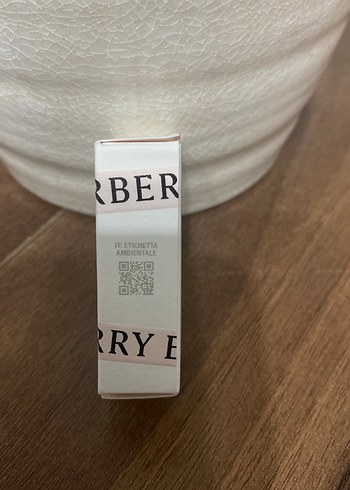 RBER
IT: ETICHETTA
AMBIENTALE
RRY B